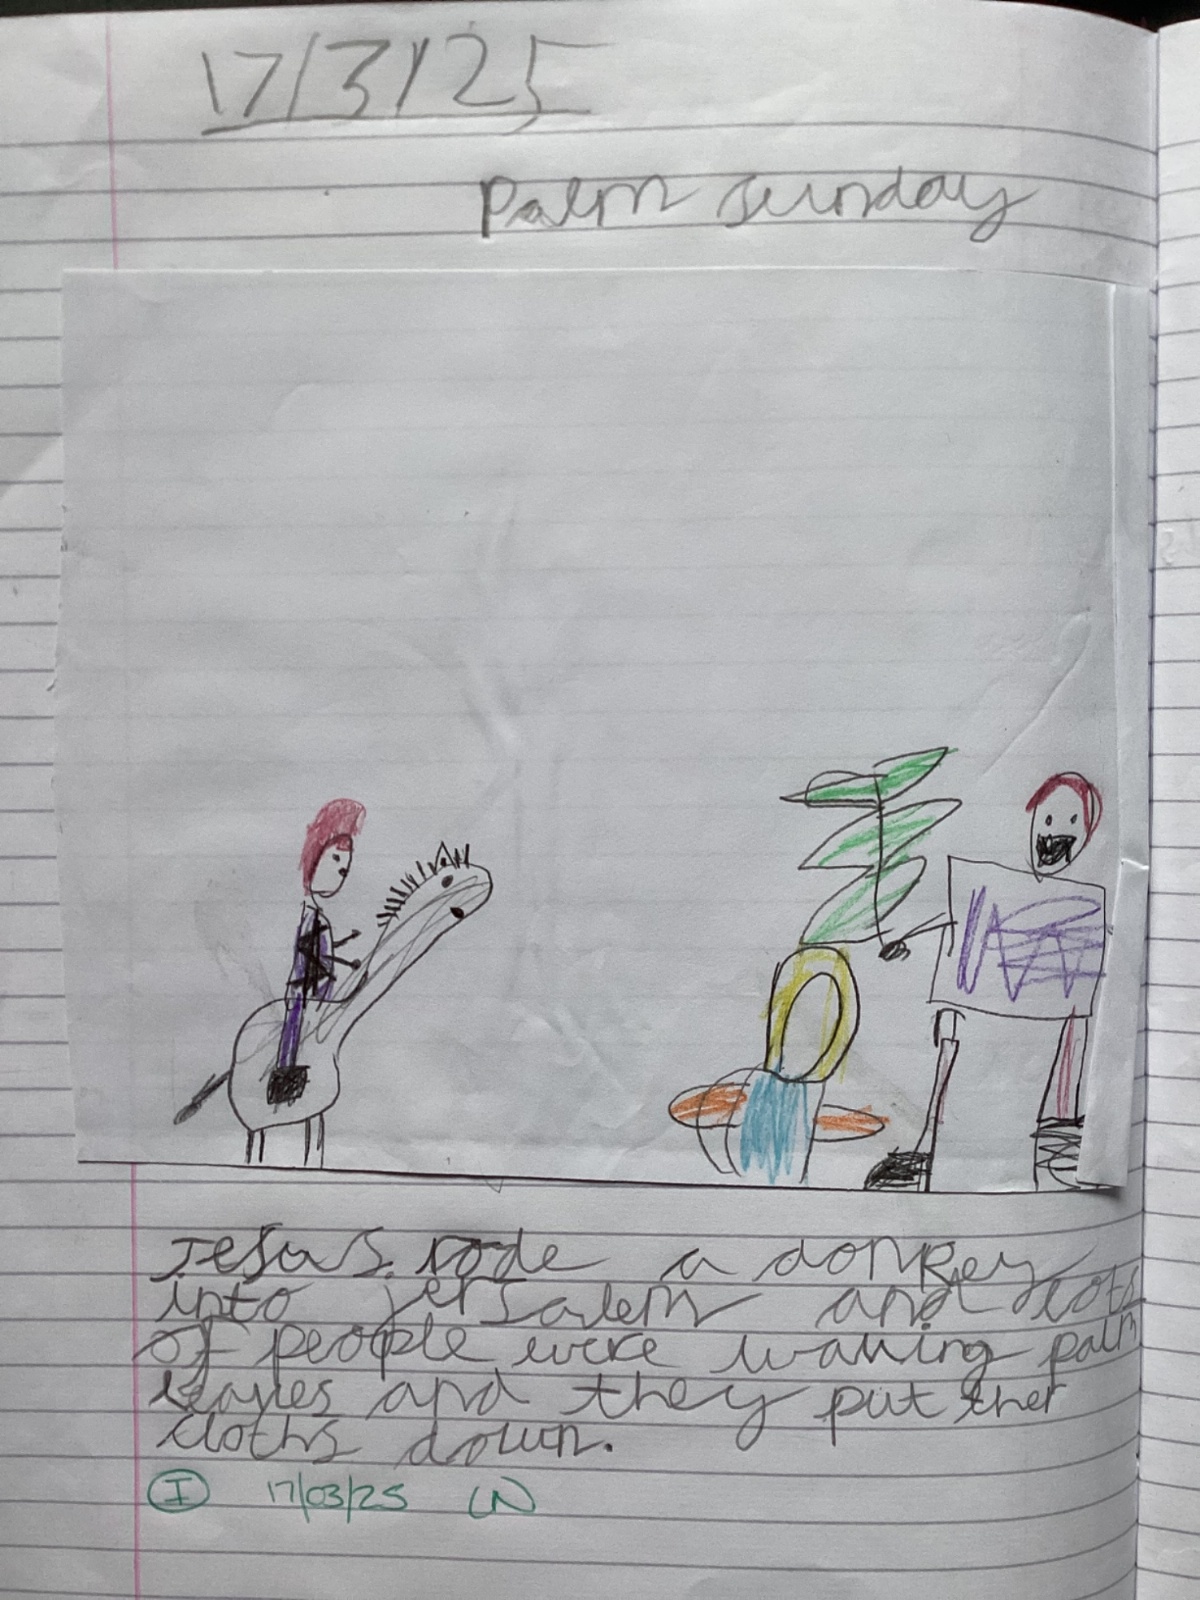 17/3/25
Palm sunday
Jesus rode a donkey
into jersalem and lots
of people were waving palm
leaves and they put ther
cloths down.
I 17/03/25 LN